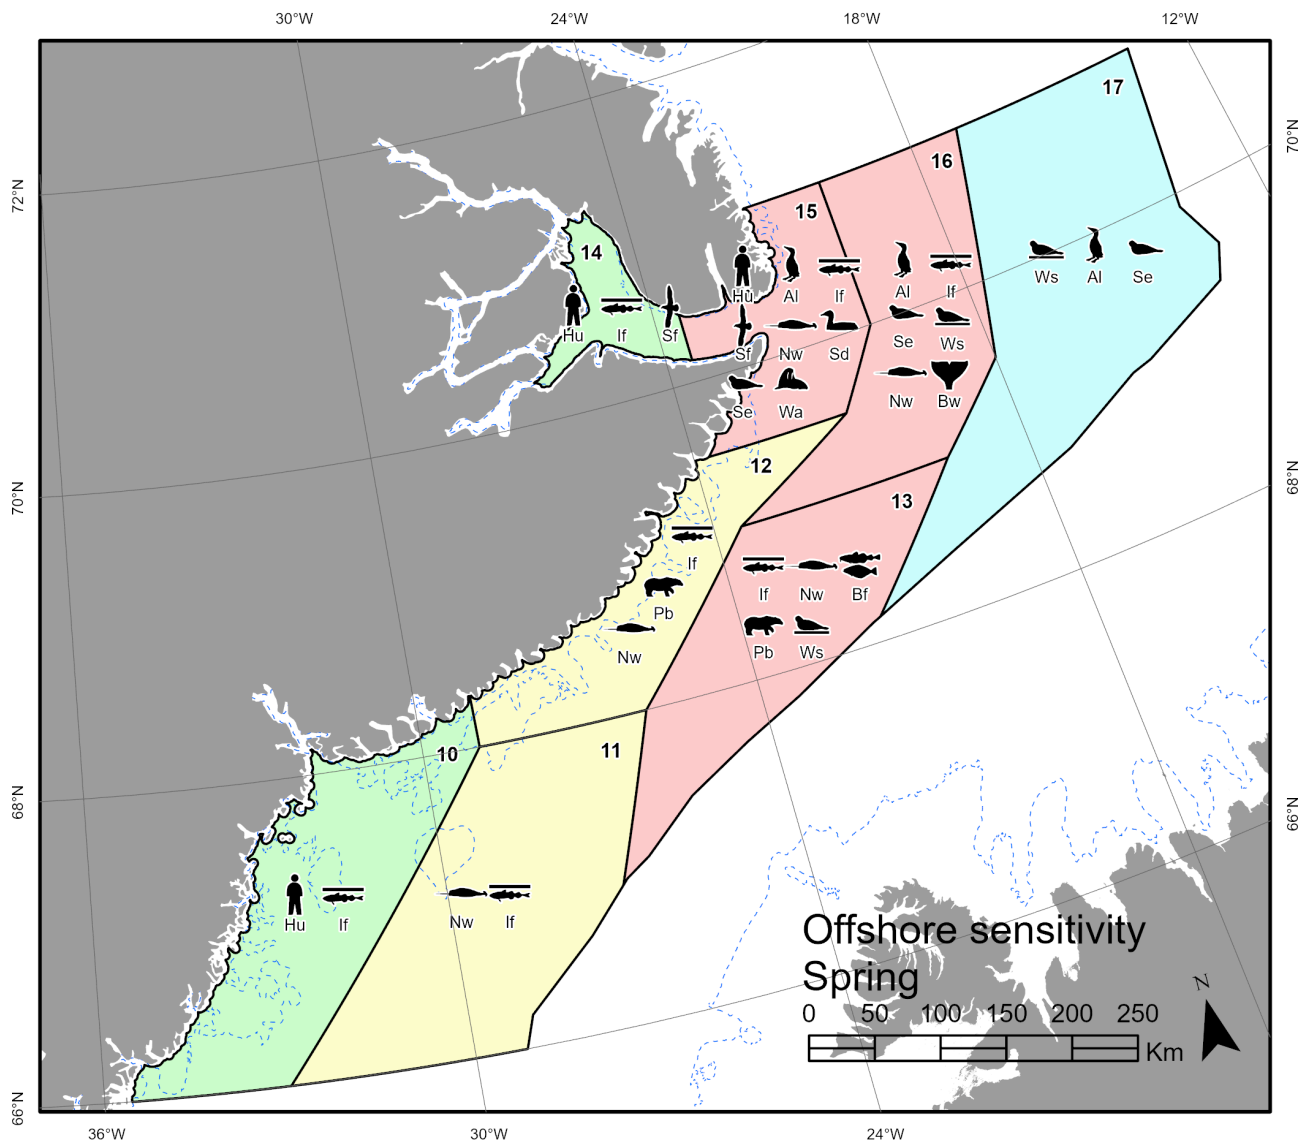 30°W 24°W 18°W 12°W
17
70°N
16
72°N
15
14
Hu Al If Al If
Ws Al Se
Hu If Sf
Sf Nw Sd Se Ws
Se Wa Nw Bw
12
70°N
68°N
13
If
If Nw Bf
Pb
Pb Ws
Nw
10 11
68°N
66°N
Hu If Nw If
Offshore sensitivity
Spring
N
0 50 100 150 200 250
Km
66°N
36°W 30°W 24°W